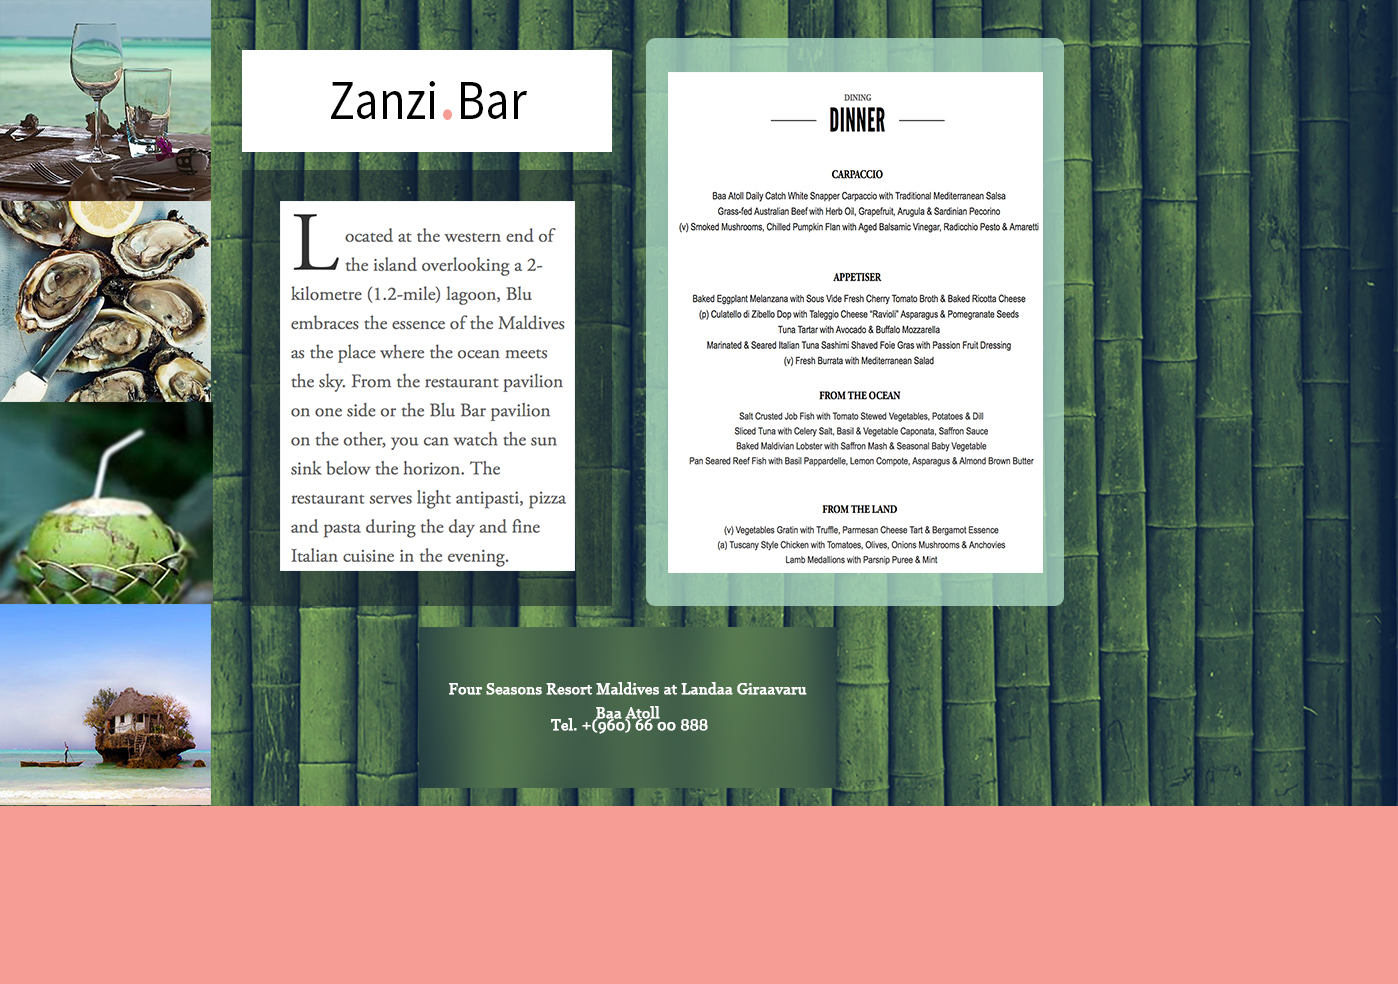 Zanzi.Bar
Located at the western end of
the island overlooking a 2-
kilometre (1.2-mile) lagoon, Blu
embraces the essence of the Maldives
as the place where the ocean meets
the sky. From the restaurant pavilion
on one side or the Blu Bar pavilion
on the other, you can watch the sun
sink below the horizon. The
restaurant serves light antipasti, pizza
and pasta during the day and fine
Italian cuisine in the evening.
DINING
DINNER
CARPACCIO
Baa Atoll Daily Catch White Snapper Carpaccio with Traditional Mediterranean Salsa
Grass-fed Australian Beef with Herb Oil, Grapefruit, Arugula & Sardinian Pecorino
(v) Smoked Mushrooms, Chilled Pumpkin Flan with Aged Balsamic Vinegar, Radicchio Pesto & Amaretti
APPETISER
Baked Eggplant Melanzana with Sous Vide Fresh Cherry Tomato Broth & Baked Ricotta Cheese
(p) Culatello di Zibello Dop with Taleggio Cheese “Ravioli” Asparagus & Pomegranate Seeds
Tuna Tartar with Avocado & Buffalo Mozzarella
Marinated & Seared Italian Tuna Sashimi Shaved Foie Gras with Passion Fruit Dressing
(v) Fresh Burrata with Mediterranean Salad
FROM THE OCEAN
Salt Crusted Job Fish with Tomato Stewed Vegetables, Potatoes & Dill
Sliced Tuna with Celery Salt, Basil & Vegetable Caponata, Saffron Sauce
Baked Maldivian Lobster with Saffron Mash & Seasonal Baby Vegetable
Pan Seared Reef Fish with Basil Pappardelle, Lemon Compote, Asparagus & Almond Brown Butter
FROM THE LAND
(v) Vegetables Gratin with Truffle, Parmesan Cheese Tart & Bergamot Essence
(a) Tuscany Style Chicken with Tomatoes, Olives, Onions Mushrooms & Anchovies
Lamb Medallions with Parsnip Puree & Mint
Four Seasons Resort Maldives at Landaa Giraavaru
Baa Atoll
Tel. +(960) 66 00 888